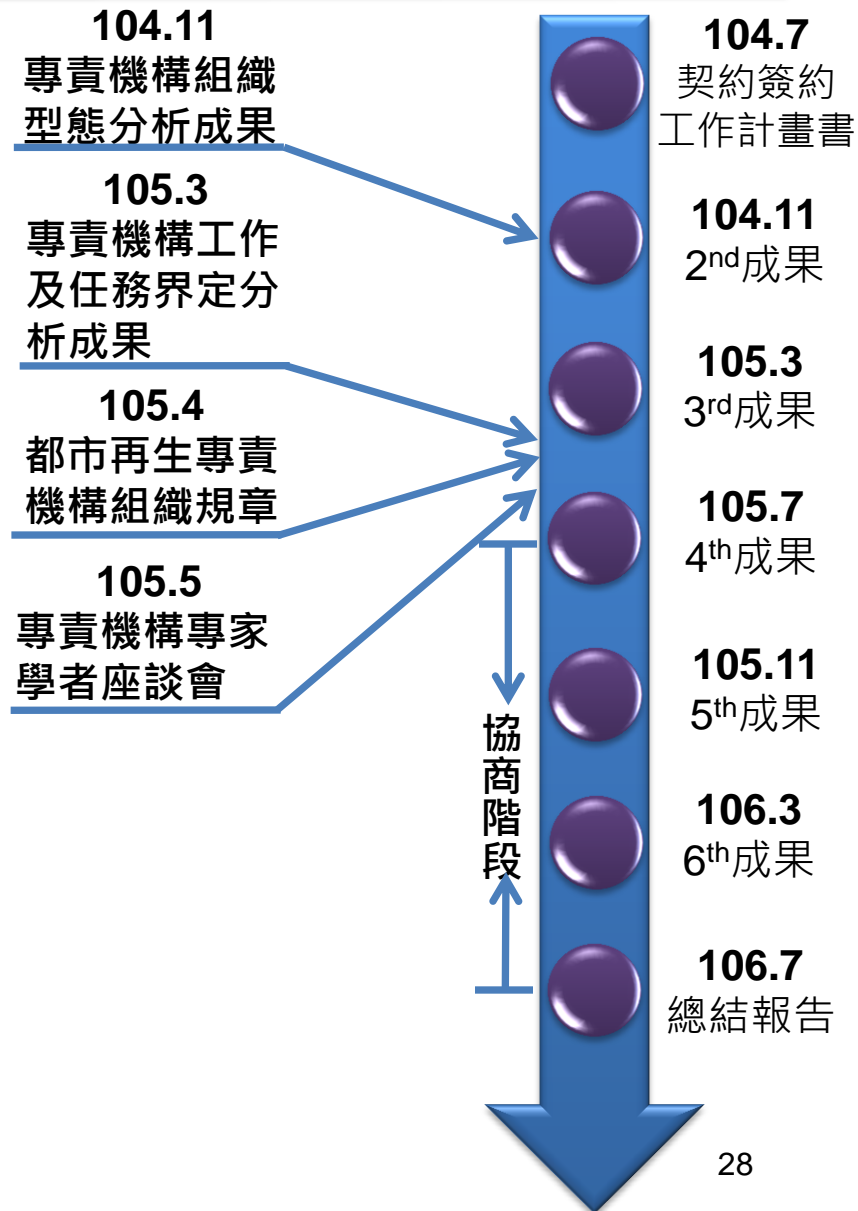 104.11
專責機構組織
型態分析成果
105.3
專責機構工作
及任務界定分
析成果
105.4
都市再生專責
機構組織規章
105.5
專責機構專家
學者座談會
協商階段
104.7
契約簽約
工作計畫書
104.11
2nd成果
105.3
3rd成果
105.7
4th成果
105.11
5th成果
106.3
6th成果
106.7
總結報告
28